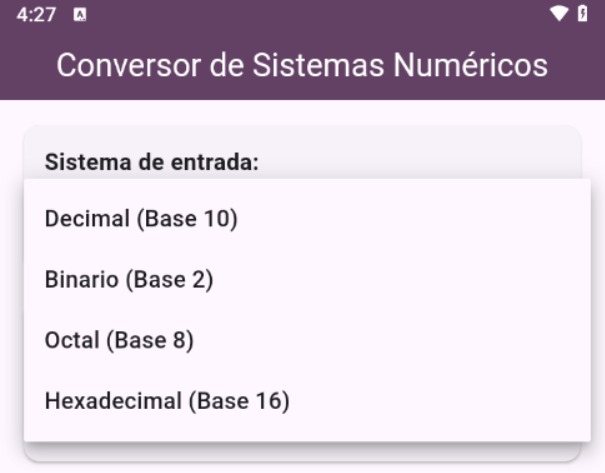 4:27
Conversor de Sistemas Numéricos
Sistema de entrada:
Decimal (Base 10)
Binario (Base 2)
Octal (Base 8)
Hexadecimal (Base 16)